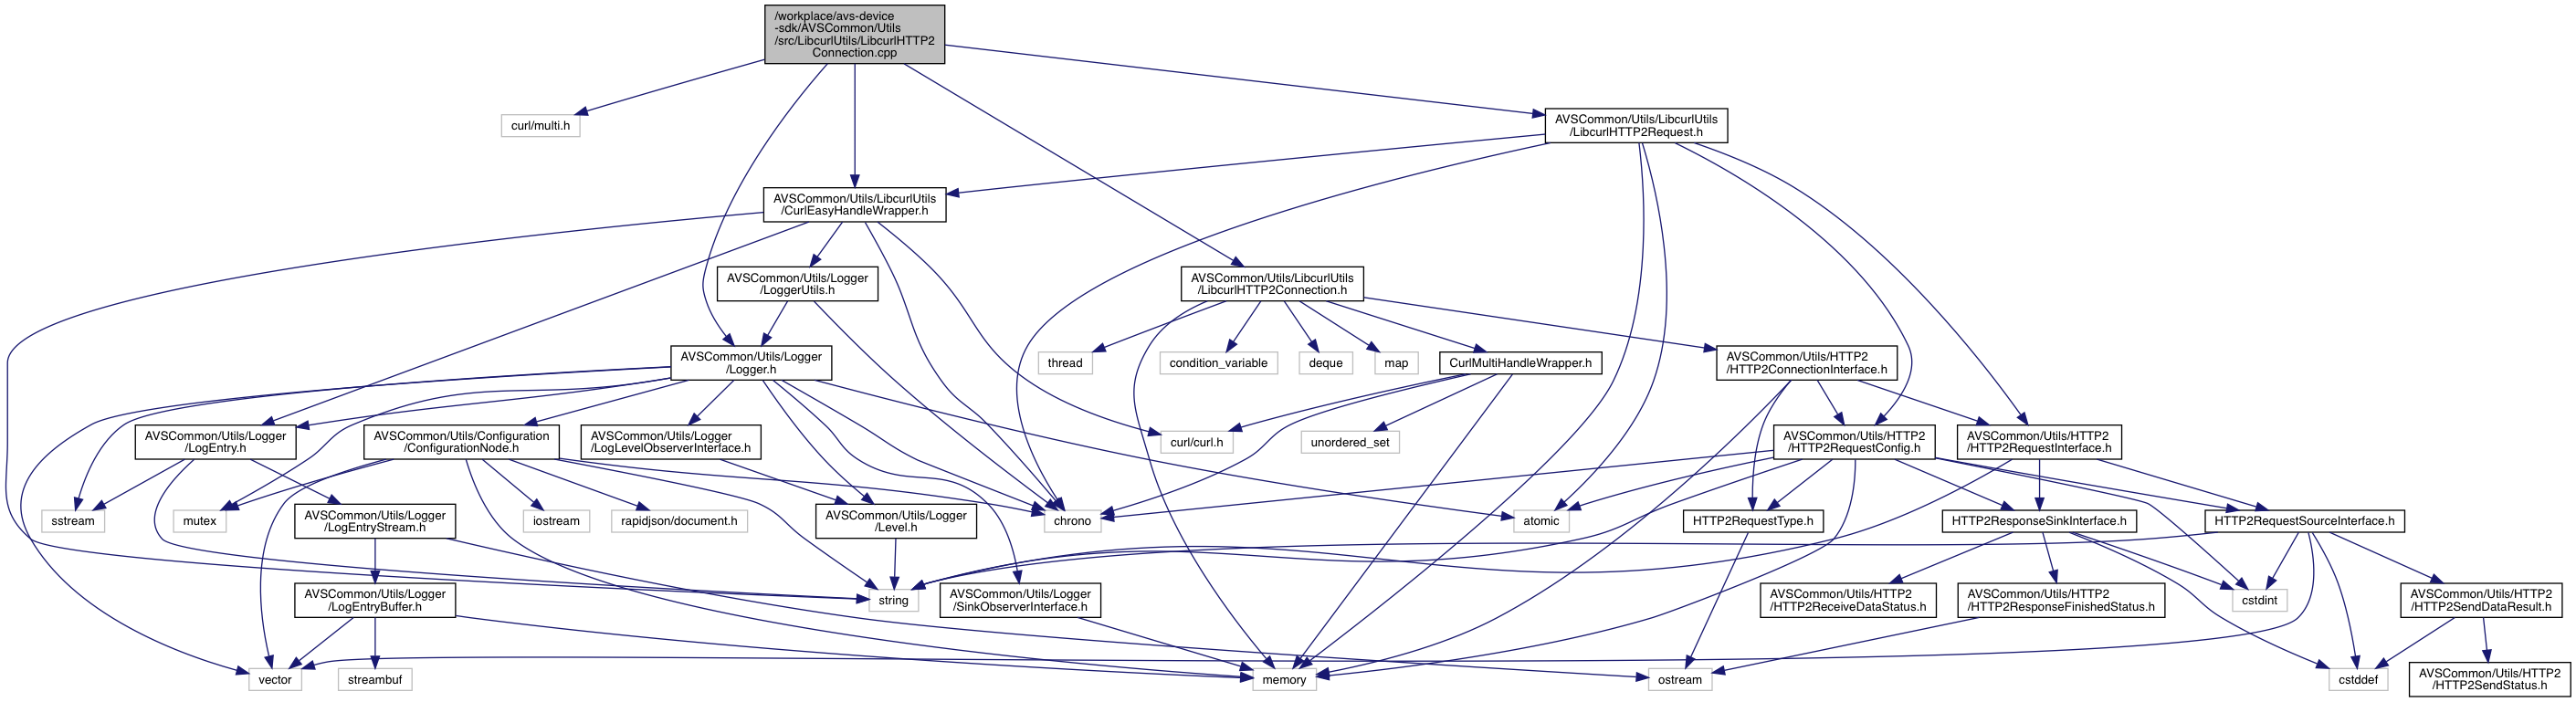 /workplace/avs-device
-sdk/AVSCommon/Utils
/src/LibcurlUtils/LibcurlHTTP2
Connection.cpp
curl/multi.h
AVSCommon/Utils/LibcurlUtils
/LibcurlHTTP2Request.h
AVSCommon/Utils/LibcurlUtils
/CurlEasyHandleWrapper.h
AVSCommon/Utils/Logger
/LoggerUtils.h
AVSCommon/Utils/LibcurlUtils
/LibcurlHTTP2Connection.h
AVSCommon/Utils/Logger
/Logger.h
thread
condition_variable
deque
map
CurlMultiHandleWrapper.h
AVSCommon/Utils/HTTP2
/HTTP2ConnectionInterface.h
AVSCommon/Utils/Logger
/LogEntry.h
AVSCommon/Utils/Configuration
/ConfigurationNode.h
AVSCommon/Utils/Logger
/LogLevelObserverInterface.h
curl/curl.h
unordered_set
AVSCommon/Utils/HTTP2
/HTTP2RequestConfig.h
AVSCommon/Utils/HTTP2
/HTTP2RequestInterface.h
sstream
mutex
AVSCommon/Utils/Logger
/LogEntryStream.h
iostream
rapidjson/document.h
AVSCommon/Utils/Logger
/Level.h
chrono
atomic
HTTP2RequestType.h
HTTP2ResponseSinkInterface.h
HTTP2RequestSourceInterface.h
AVSCommon/Utils/Logger
/LogEntryBuffer.h
string
AVSCommon/Utils/Logger
/SinkObserverInterface.h
AVSCommon/Utils/HTTP2
/HTTP2ReceiveDataStatus.h
AVSCommon/Utils/HTTP2
/HTTP2ResponseFinishedStatus.h
cstdint
AVSCommon/Utils/HTTP2
/HTTP2SendDataResult.h
vector
streambuf
memory
ostream
cstddef
AVSCommon/Utils/HTTP2
/HTTP2SendStatus.h